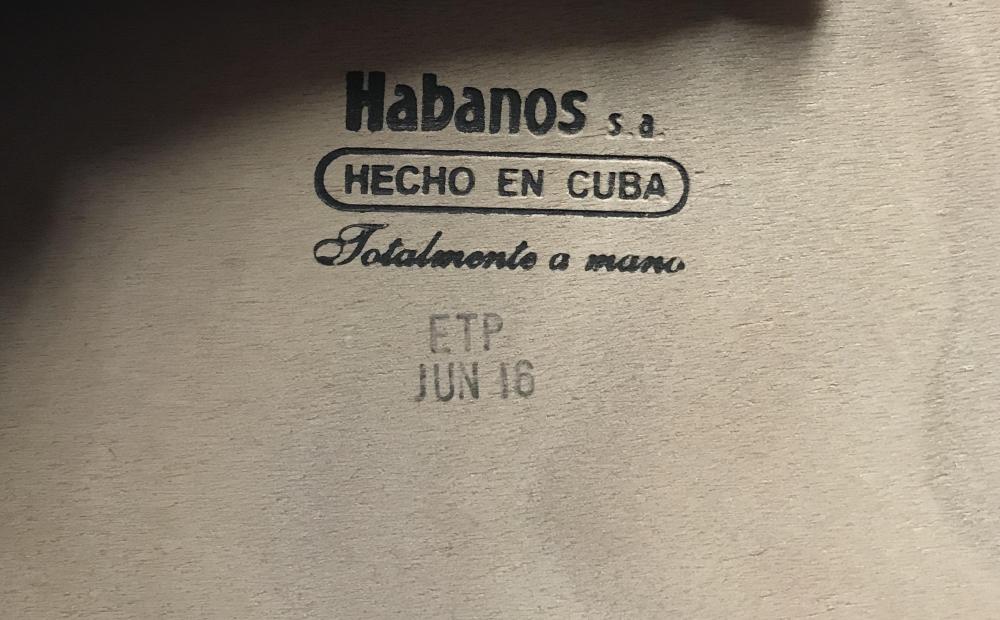 Habanos s.a.
HECHO EN CUBA
Totalmente a mano
ETP
JUN 16